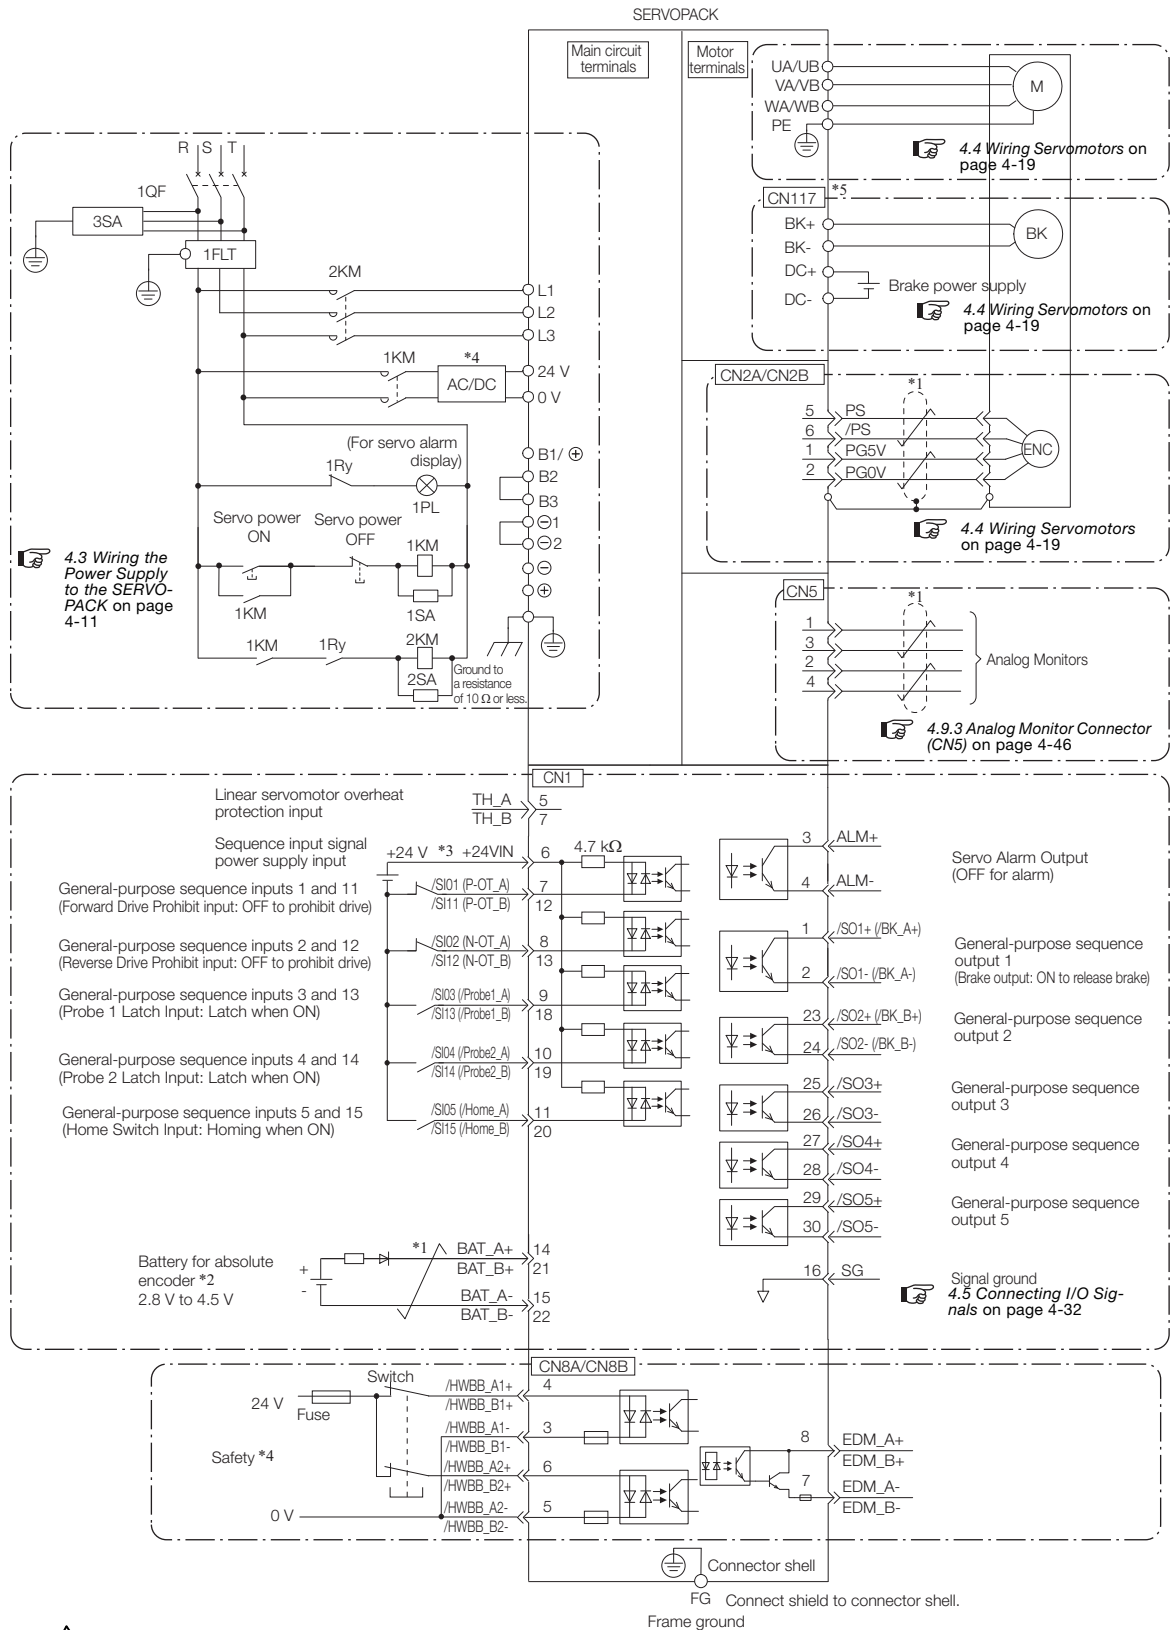 SERVOPACK
Main circuit
terminals
Motor
terminals
UA/UB
VA/VB
WA/WB
PE
M
4.4 Wiring Servomotors on
page 4-19
CN117
*5
BK+
BK-
DC+
DC-
BK
Brake power supply
4.4 Wiring Servomotors on
page 4-19
CN2A/CN2B
*1
5 PS
6 /PS
1 PG5V
2 PG0V
ENC
4.4 Wiring Servomotors
on page 4-19
CN5
*1
1
3
2
4
Analog Monitors
4.9.3 Analog Monitor Connector
(CN5) on page 4-46
R S T
1QF
3SA
1FLT
2KM
L1
L2
L3
1KM
*4
AC/DC
24 V
0 V
(For servo alarm
display)
1Ry
1PL
B1/ ⊕
B2
B3
⊖1
⊖2
⊖
⊕
Servo power
ON
Servo power
OFF
1KM
1KM
1SA
4.3 Wiring the
Power Supply
to the SERVO-
PACK on page
4-11
1KM
1Ry
2KM
2SA
Ground to
a resistance
of 10 Ω or less.
CN1
Linear servomotor overheat
protection input
TH_A 5
TH_B 7
Sequence input signal
power supply input
+24 V *3 +24VIN 6
4.7 kΩ
General-purpose sequence inputs 1 and 11
(Forward Drive Prohibit input: OFF to prohibit drive)
/SI01 (P-OT_A) 7
/SI11 (P-OT_B) 12
General-purpose sequence inputs 2 and 12
(Reverse Drive Prohibit input: OFF to prohibit drive)
/SI02 (N-OT_A) 8
/SI12 (N-OT_B) 13
General-purpose sequence inputs 3 and 13
(Probe 1 Latch Input: Latch when ON)
/SI03 (/Probe1_A) 9
/SI13 (/Probe1_B) 18
General-purpose sequence inputs 4 and 14
(Probe 2 Latch Input: Latch when ON)
/SI04 (/Probe2_A) 10
/SI14 (/Probe2_B) 19
General-purpose sequence inputs 5 and 15
(Home Switch Input: Homing when ON)
/SI05 (/Home_A) 11
/SI15 (/Home_B) 20
3 ALM+
4 ALM-
Servo Alarm Output
(OFF for alarm)
1 /SO1+ (/BK_A+)
2 /SO1- (/BK_A-)
General-purpose sequence
output 1
(Brake output: ON to release brake)
23 /SO2+ (/BK_B+)
24 /SO2- (/BK_B-)
General-purpose sequence
output 2
25 /SO3+
26 /SO3-
General-purpose sequence
output 3
27 /SO4+
28 /SO4-
General-purpose sequence
output 4
29 /SO5+
30 /SO5-
General-purpose sequence
output 5
Battery for absolute
encoder *2
2.8 V to 4.5 V
+
-
*1
BAT_A+ 14
BAT_B+ 21
BAT_A- 15
BAT_B- 22
16 SG
Signal ground
4.5 Connecting I/O Sig-
nals on page 4-32
CN8A/CN8B
Switch
24 V
Fuse
Safety *4
0 V
/HWBB_A1+ 4
/HWBB_B1+
/HWBB_A1- 3
/HWBB_B1-
/HWBB_A2+ 6
/HWBB_B2+
/HWBB_A2- 5
/HWBB_B2-
8 EDM_A+
EDM_B+
7 EDM_A-
EDM_B-
Connector shell
FG Connect shield to connector shell.
Frame ground